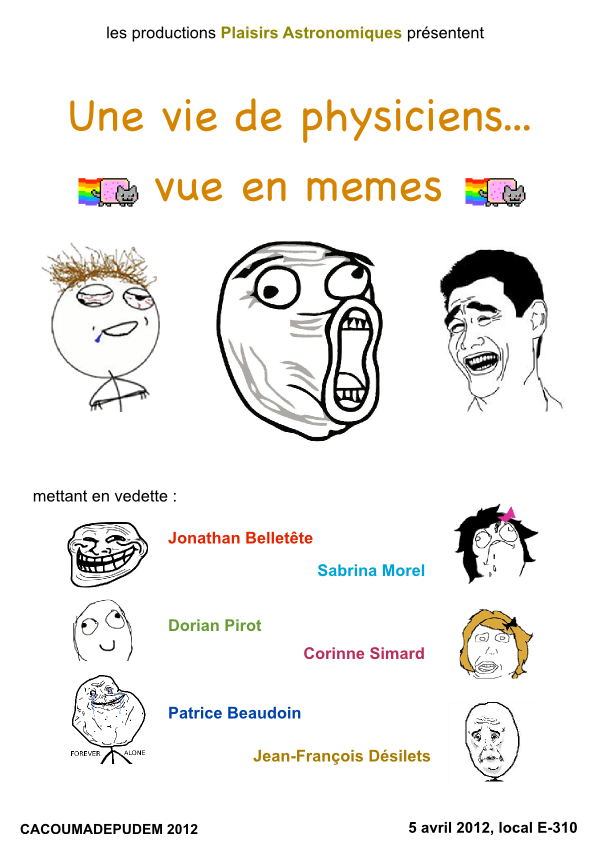 les productions Plaisirs Astronomiques présentent
Une vie de physiciens...
vue en memes
mettant en vedette :
Jonathan Belletête
Sabrina Morel
Dorian Pirot
Corinne Simard
Patrice Beaudoin
FOREVER ALONE
Jean-François Désilets
CACOUMADEPUDEM 2012
5 avril 2012, local E-310